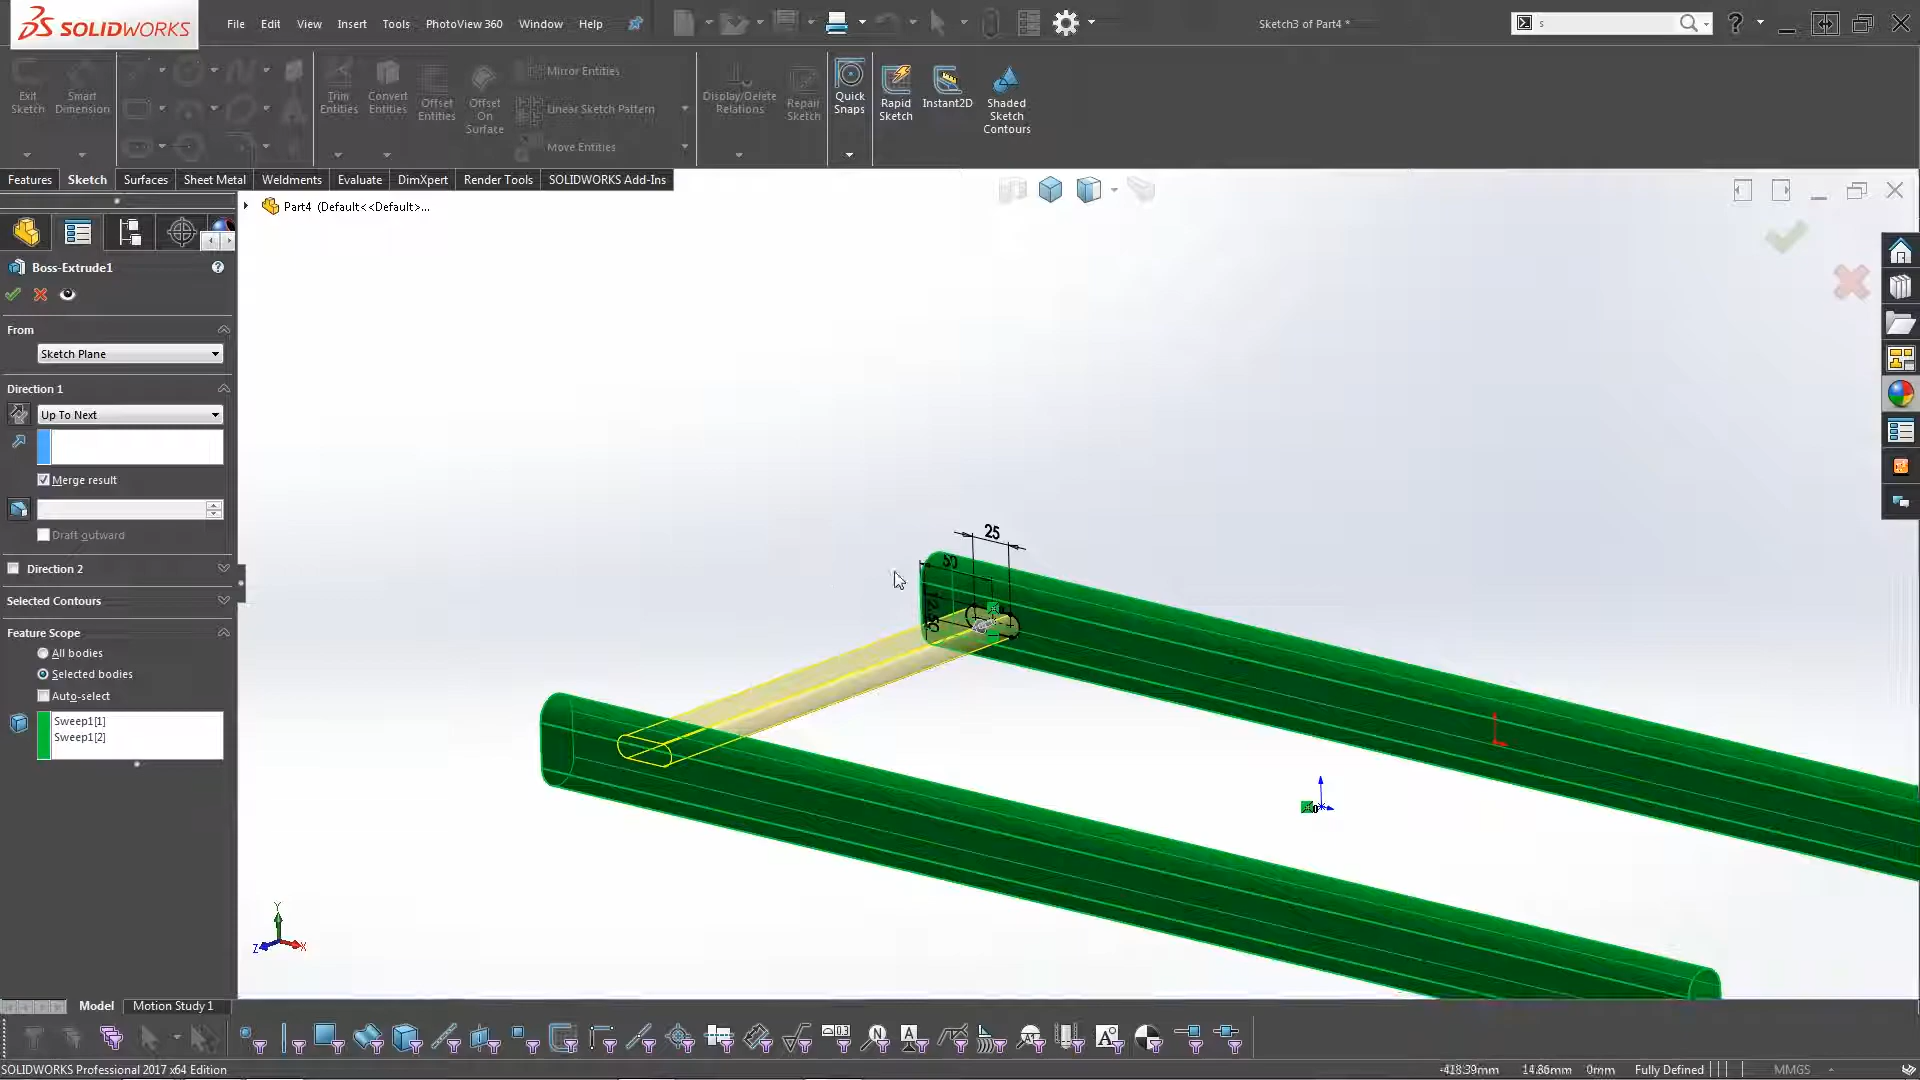 SOLIDWORKS
File Edit View Insert Tools PhotoView 360 Window Help
Sketch3 of Part4 *
s
Exit Sketch
Smart Dimension
Trim Entities
Convert Entities
Offset Entities
Offset On Surface
Mirror Entities
Linear Sketch Pattern
Move Entities
Display/Delete Relations
Repair Sketch
Quick Snaps
Rapid Sketch
Instant2D
Shaded Sketch Contours
Features Sketch Surfaces Sheet Metal Weldments Evaluate DimXpert Render Tools SOLIDWORKS Add-Ins
Part4 (Default<<Default>...
Boss-Extrude1
From
Sketch Plane
Direction 1
Up To Next
Merge result
Draft outward
Direction 2
Selected Contours
Feature Scope
All bodies
Selected bodies
Auto-select
Sweep1[1]
Sweep1[2]
25
50
12.50
Y
Z X
Model Motion Study 1
SOLIDWORKS Professional 2017 x64 Edition
-418.39mm 14.86mm 0mm Fully Defined MMGS